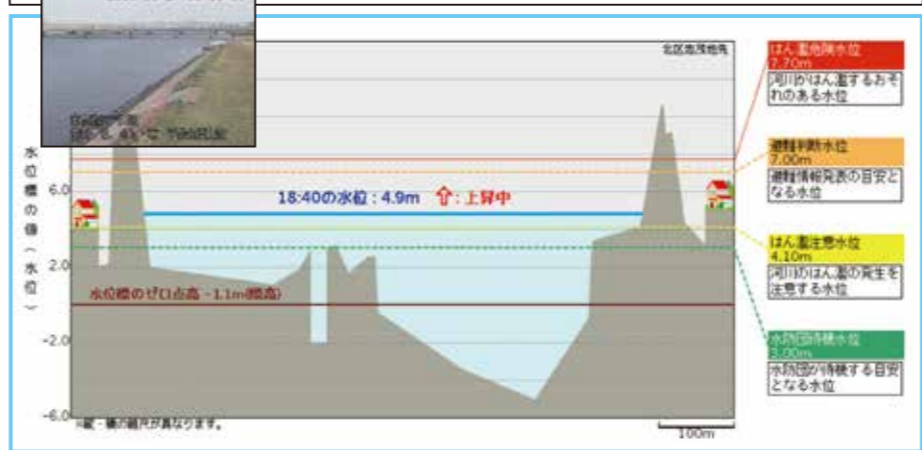 北区志茂地先
はん濫危険水位
7.70m
河川がはん濫するおそ
れのある水位
避難判断水位
7.00m
避難情報発表の目安と
なる水位
はん濫注意水位
4.10m
河川のはん濫の発生を
注意する水位
水防団待機水位
3.00m
水防団が待機する目安
となる水位
水位標の値(水位)
6.0
2.0
-2.0
-6.0
18:40の水位:4.9m
⇧:上昇中
水位標のゼロ点高 -1.1m(標高)
※縦・横の縮尺が異なります。
100m